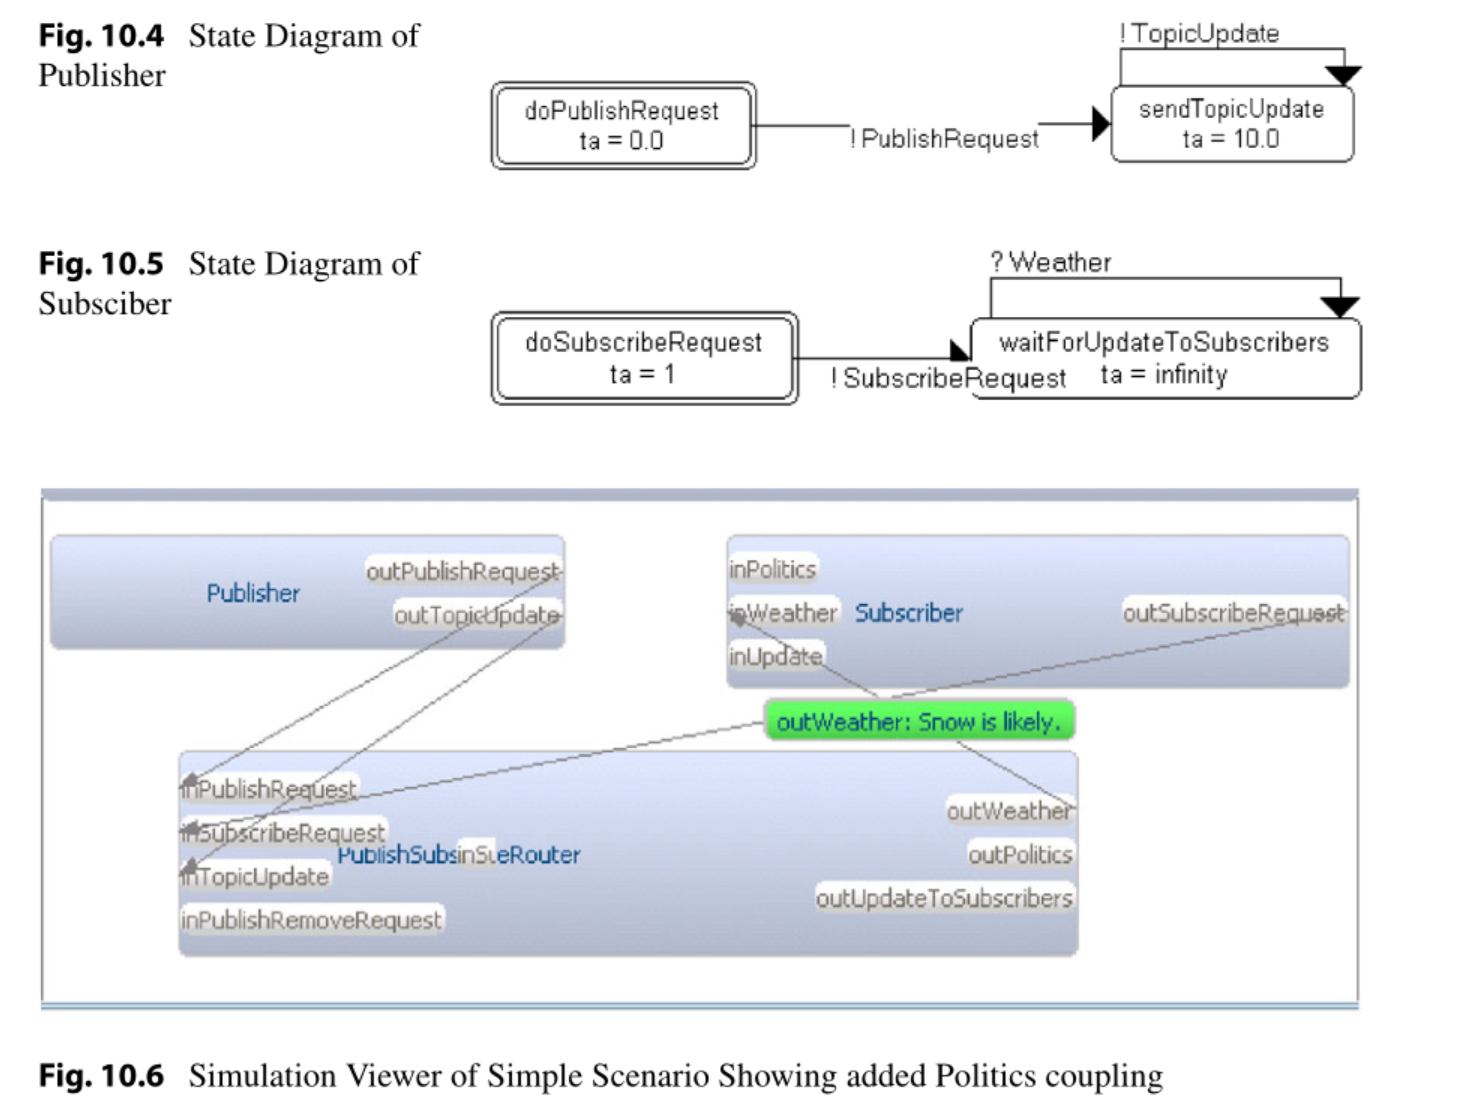 Fig. 10.4 State Diagram of
Publisher
! TopicUpdate
doPublishRequest
ta = 0.0
! PublishRequest
sendTopicUpdate
ta = 10.0
Fig. 10.5 State Diagram of
Subsciber
? Weather
doSubscribeRequest
ta = 1
! SubscribeRequest
waitForUpdateToSubscribers
ta = infinity
Publisher
outPublishRequest
outTopicUpdate
inPolitics
inWeather
inUpdate
Subscriber
outSubscribeRequest
outWeather: Snow is likely.
inPublishRequest
inSubscribeRequest
inTopicUpdate
inPublishRemoveRequest
outWeather
outPolitics
outUpdateToSubscribers
Fig. 10.6 Simulation Viewer of Simple Scenario Showing added Politics coupling